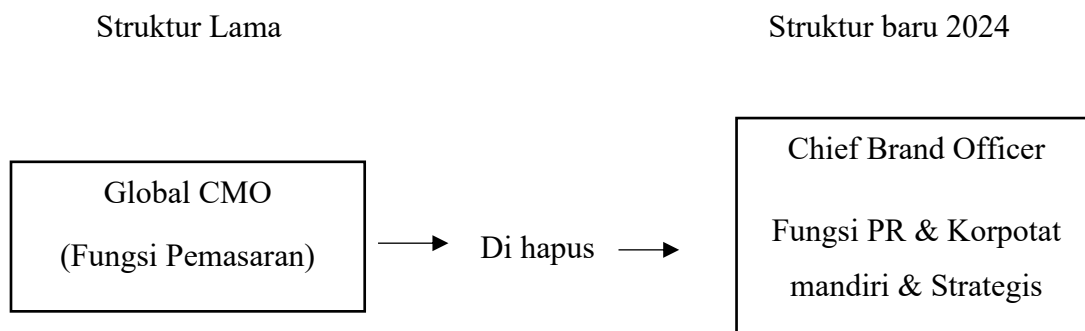 Struktur Lama
Struktur baru 2024
Global CMO
(Fungsi Pemasaran)
Di hapus
Chief Brand Officer
Fungsi PR & Korpotat
mandiri & Strategis